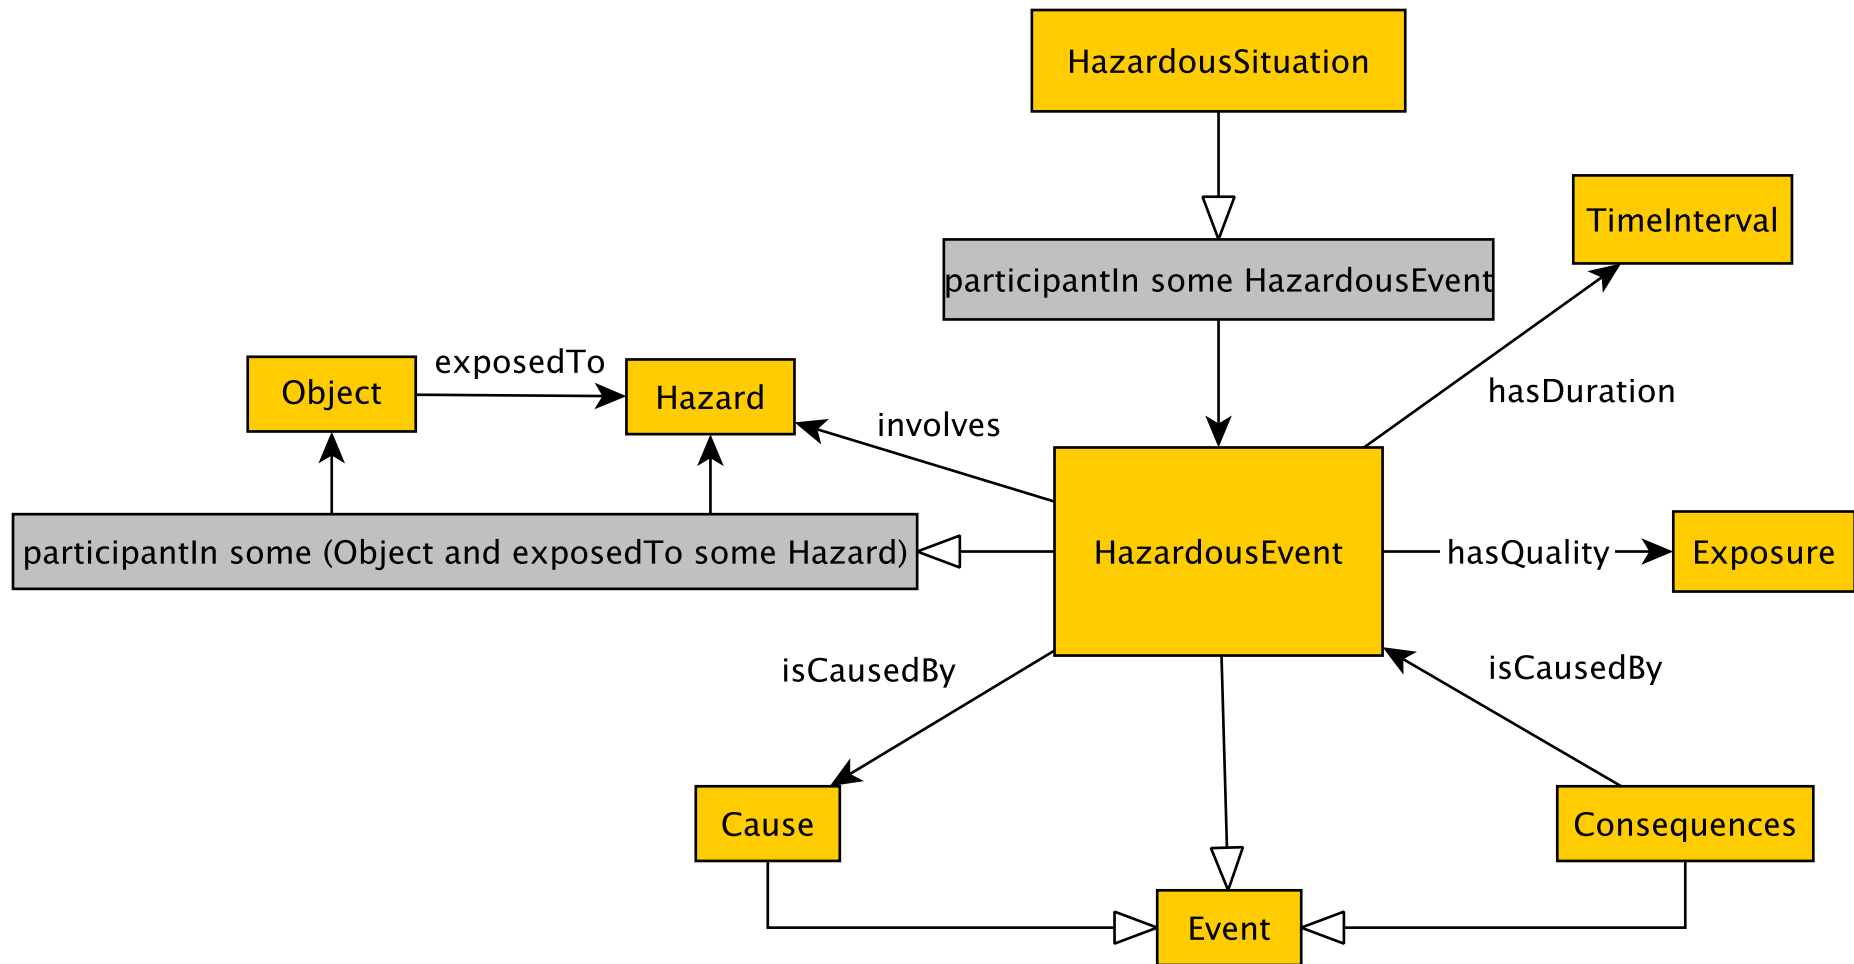 HazardousSituation
TimeInterval
participantIn some HazardousEvent
exposedTo
Object
Hazard
hasDuration
involves
participantIn some (Object and exposedTo some Hazard)
HazardousEvent
hasQuality
Exposure
isCausedBy
isCausedBy
Cause
Consequences
Event